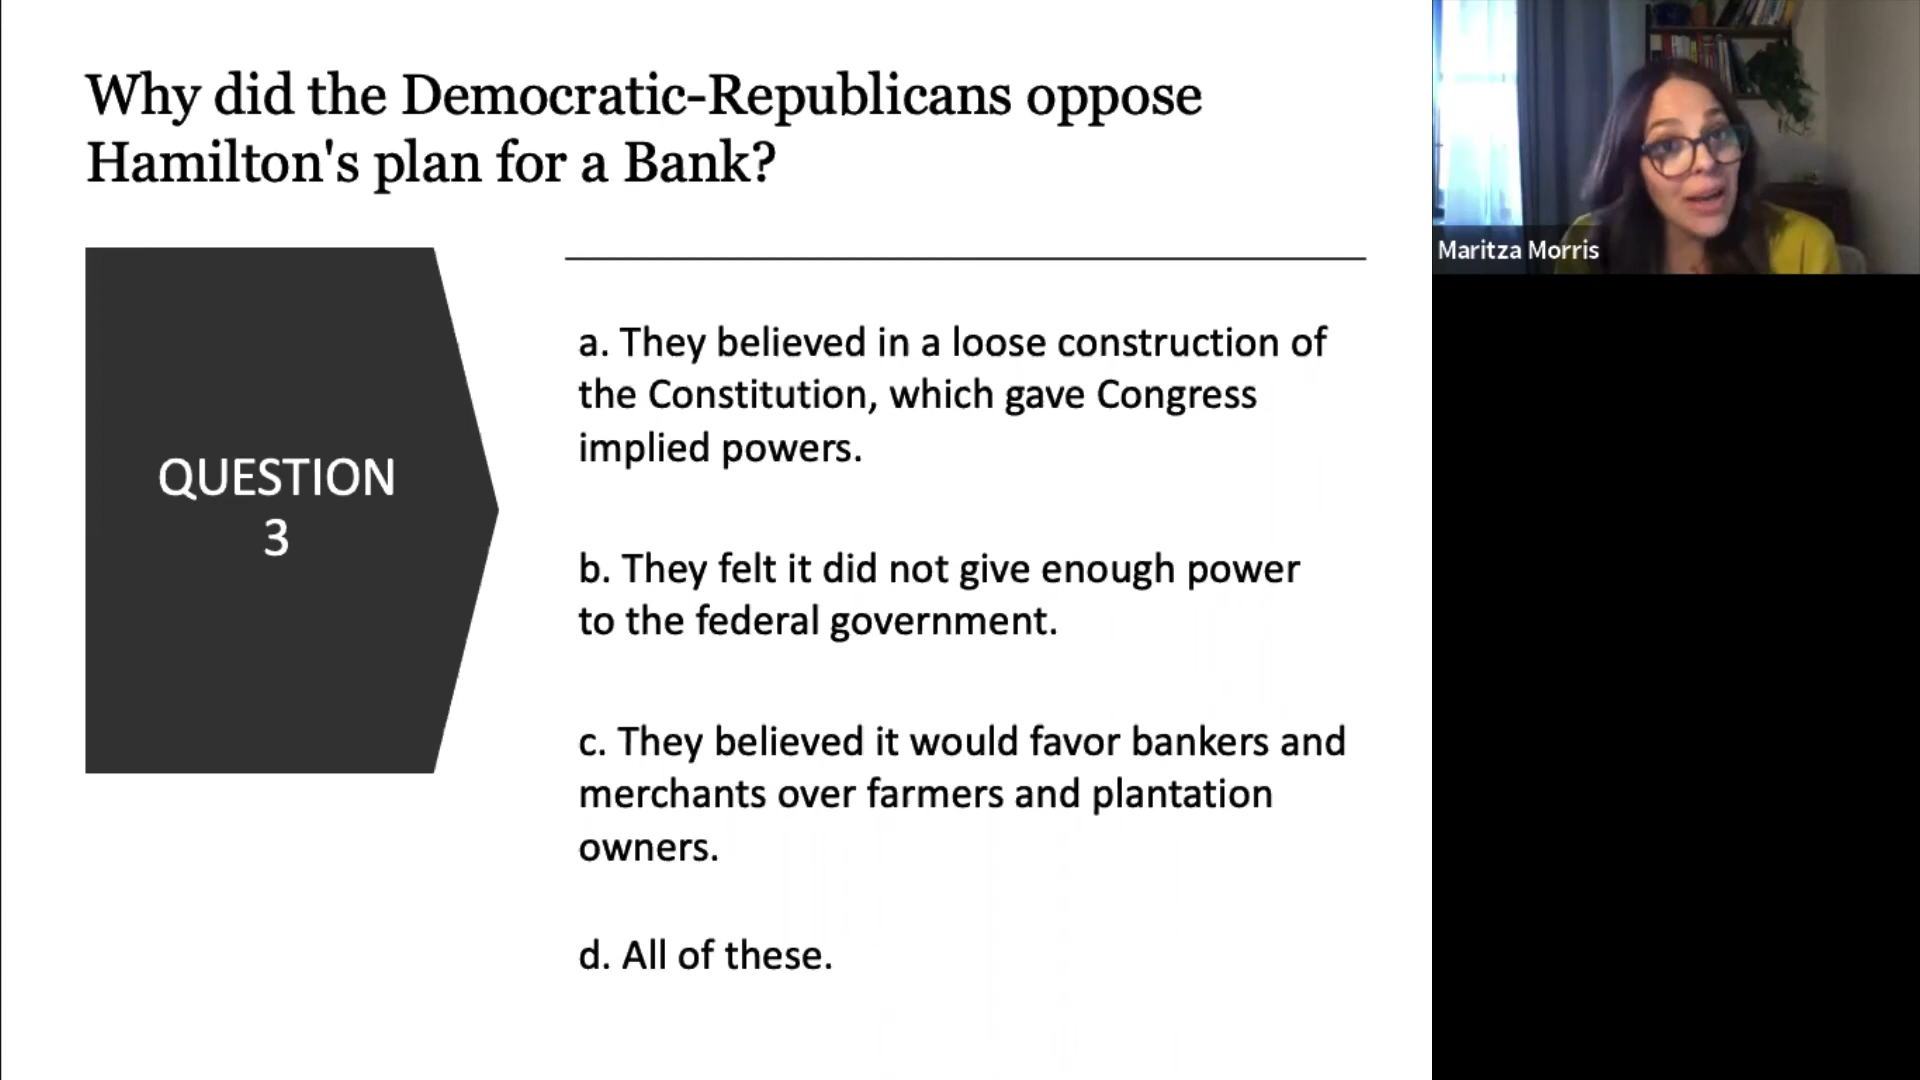 Why did the Democratic-Republicans oppose
Hamilton's plan for a Bank?
QUESTION
3
a. They believed in a loose construction of
the Constitution, which gave Congress
implied powers.
b. They felt it did not give enough power
to the federal government.
c. They believed it would favor bankers and
merchants over farmers and plantation
owners.
d. All of these.
Maritza Morris